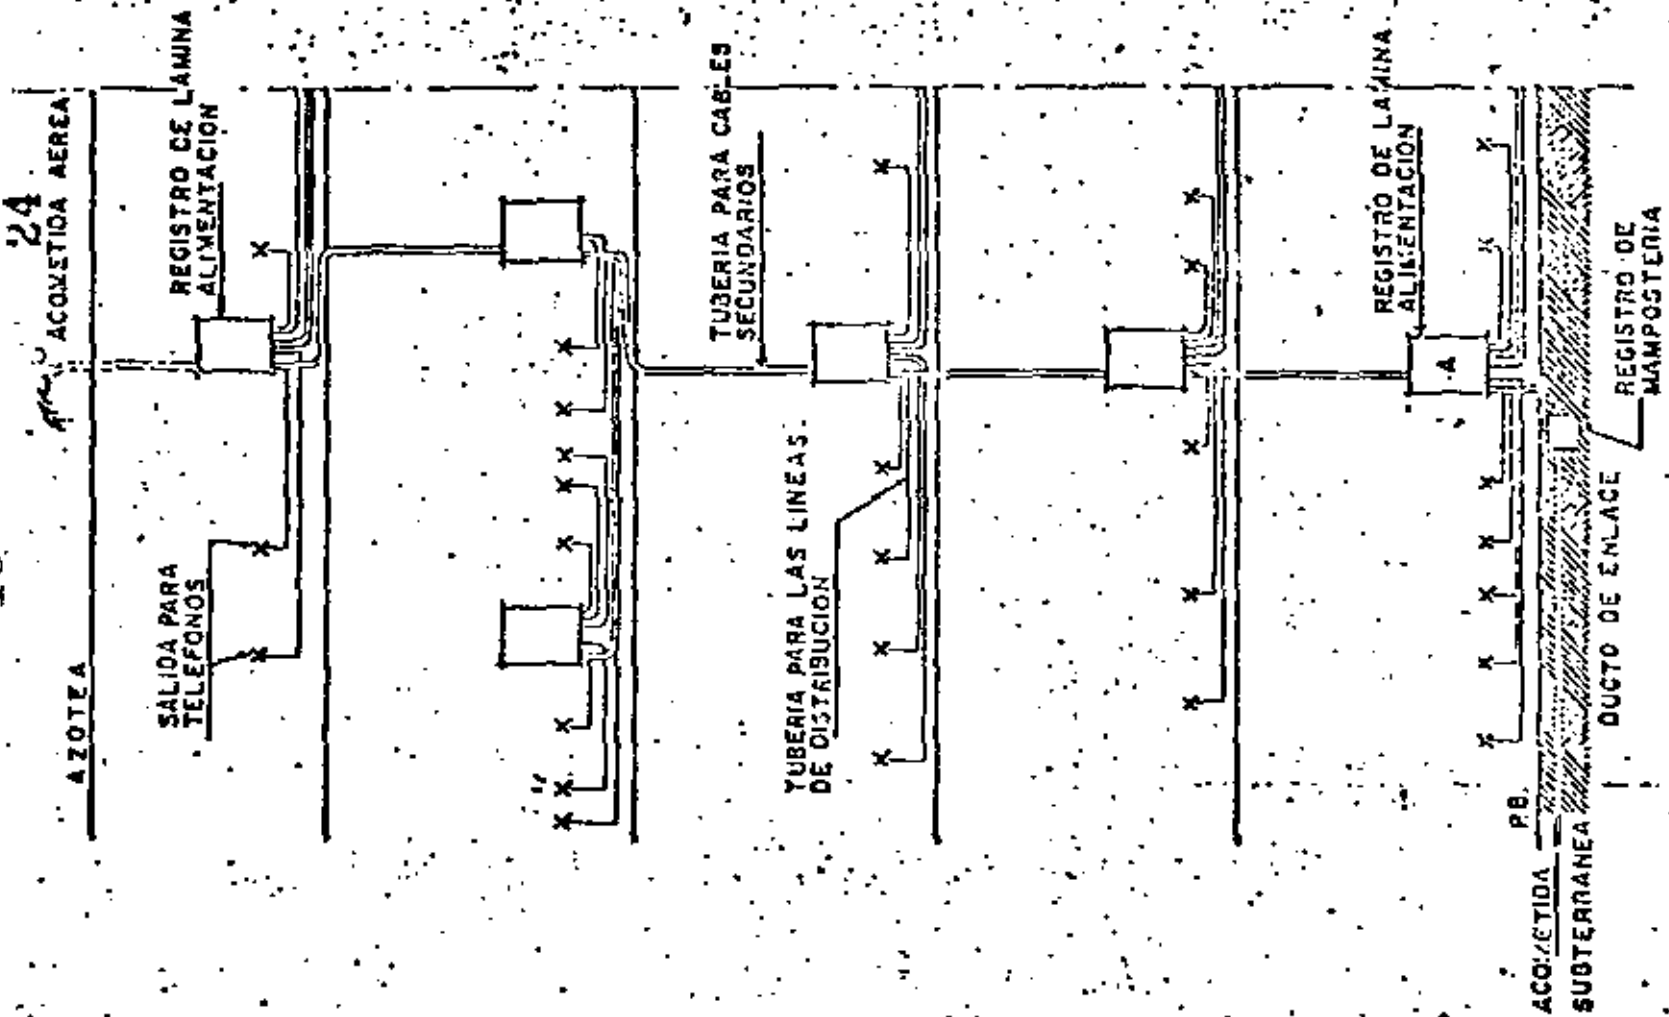 24
ACOMETIDA AEREA
REGISTRO DE LAMINA
ALIMENTACION
AZOTEA
SALIDA PARA
TELEFONOS
TUBERIA PARA CABLES
SECUNDARIOS
TUBERIA PARA LAS LINEAS.
DE DISTRIBUCION
REGISTRO DE LAMINA.
ALIMENTACION
A
P.B.
ACOMETIDA
SUBTERRANEA
DUCTO DE ENLACE
REGISTRO DE
MAMPOSTERIA